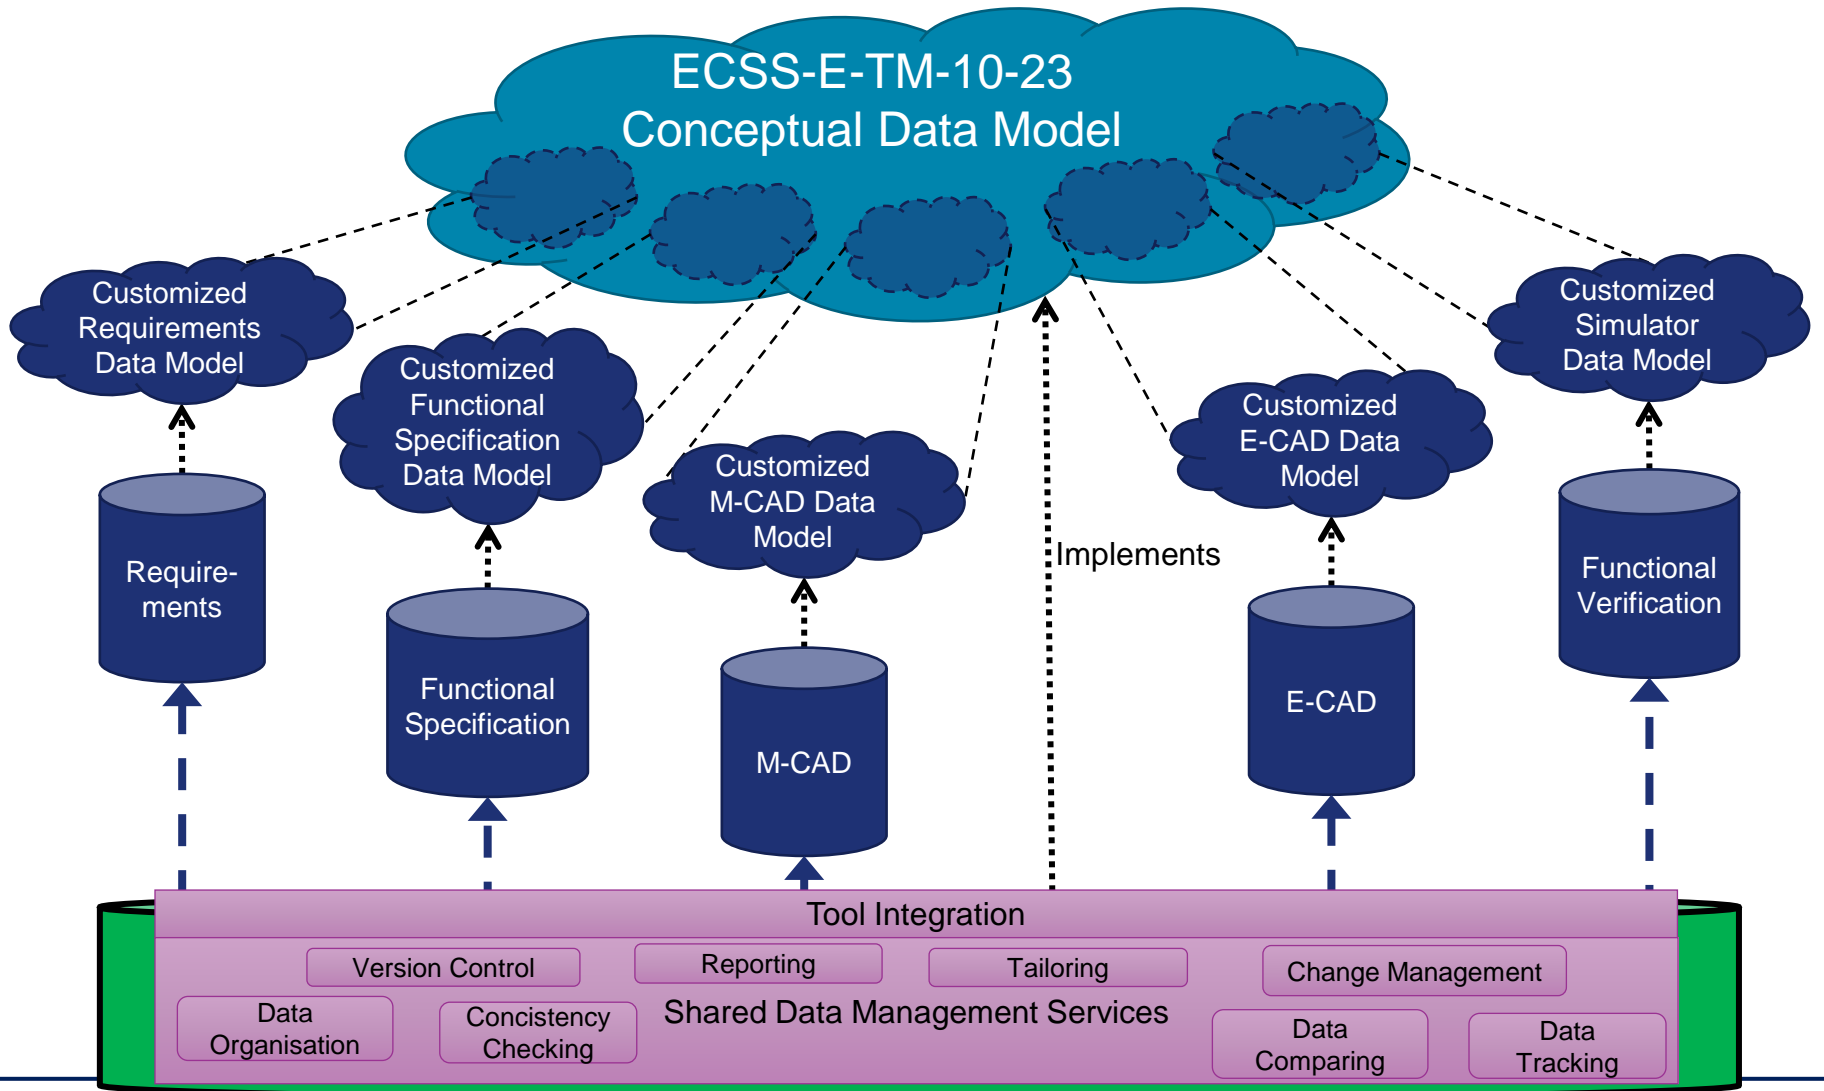 ECSS-E-TM-10-23
Conceptual Data Model
Customized
Requirements
Data Model
Customized
Functional
Specification
Data Model
Customized
M-CAD Data
Model
Customized
E-CAD Data
Model
Customized
Simulator
Data Model
Implements
Require-
ments
Functional
Specification
M-CAD
E-CAD
Functional
Verification
Tool Integration
Version Control
Reporting
Tailoring
Change Management
Data
Organisation
Concistency
Checking
Shared Data Management Services
Data
Comparing
Data
Tracking